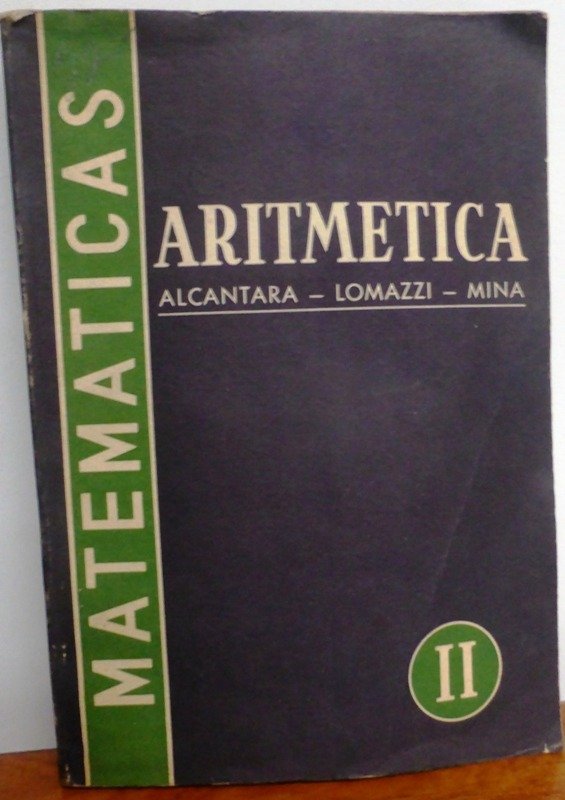 MATEMATICAS
ARITMETICA
ALCANTARA – LOMAZZI – MINA
II